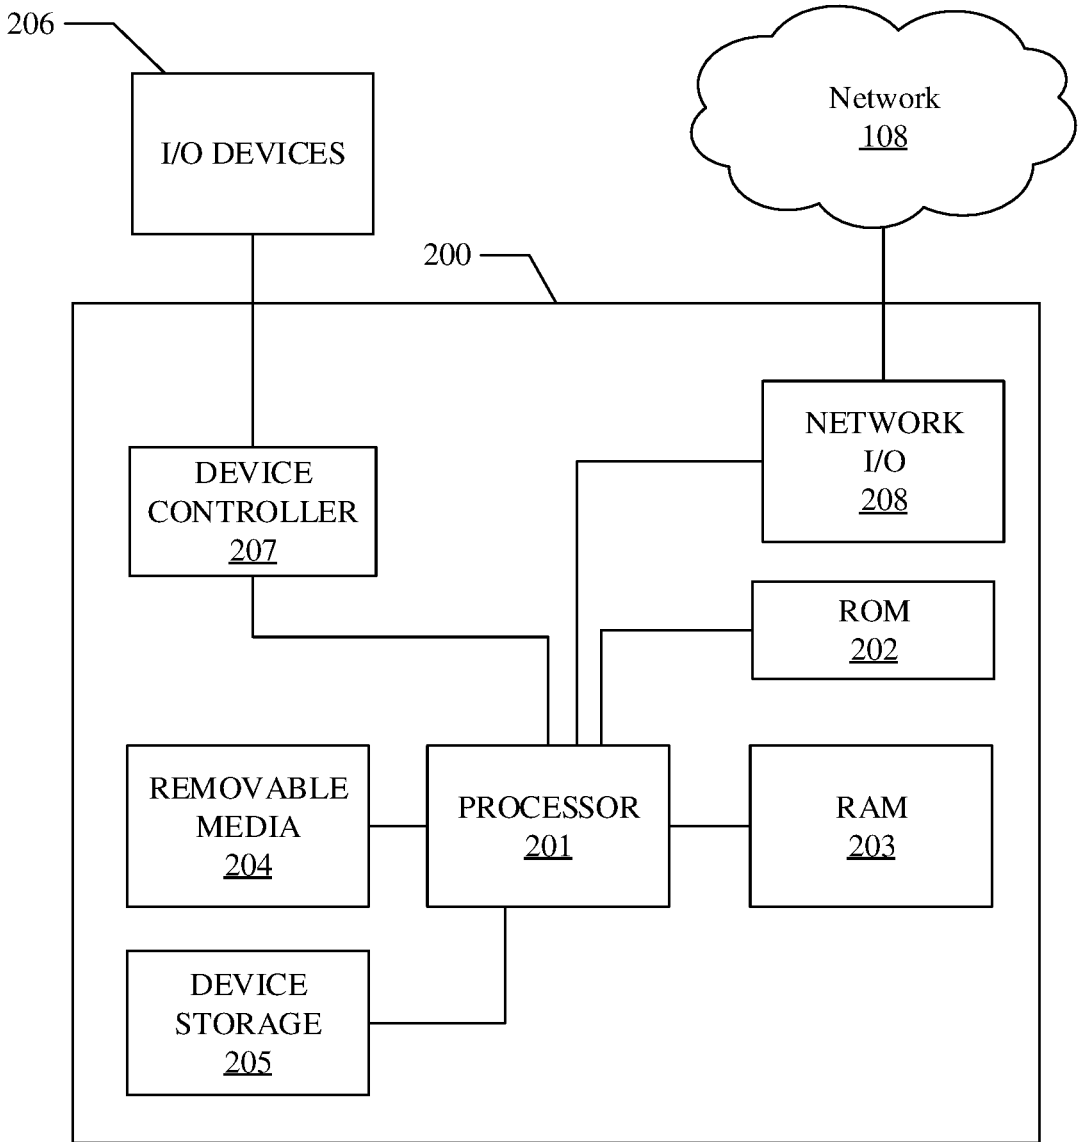 206
I/O DEVICES
Network
108
200
NETWORK
I/O
208
DEVICE
CONTROLLER
207
ROM
202
REMOVABLE
MEDIA
204
PROCESSOR
201
RAM
203
DEVICE
STORAGE
205